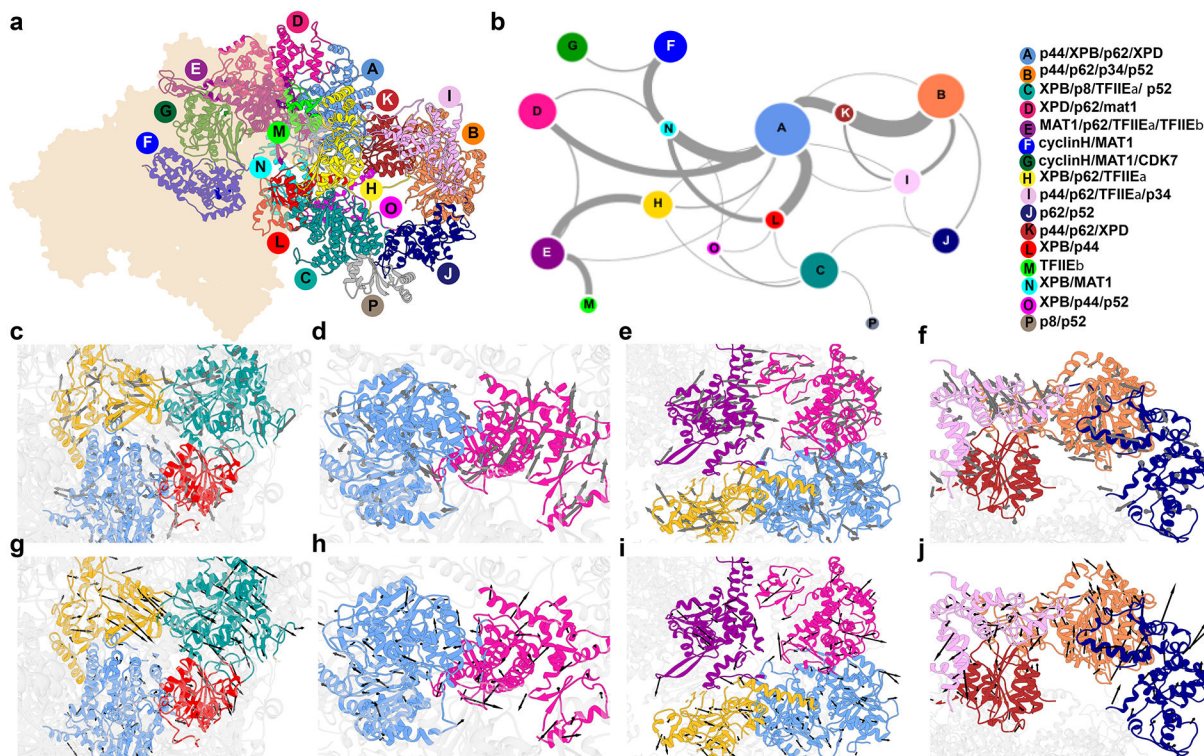 a
D
E
A
K
I
G
B
M
F
N
H
O
L
C
J
P
b
G
F
D
A
K
B
N
I
H
L
E
O
C
J
M
P
A p44/XPB/p62/XPD
B p44/p62/p34/p52
C XPB/p8/TFIIEa/ p52
D XPD/p62/mat1
E MAT1/p62/TFIIEa/TFIIEb
F cyclinH/MAT1
G cyclinH/MAT1/CDK7
H XPB/p62/TFIIEa
I p44/p62/TFIIEa/p34
J p62/p52
K p44/p62/XPD
L XPB/p44
M TFIIEb
N XPB/MAT1
O XPB/p44/p52
P p8/p52
c
d
e
f
g
h
i
j